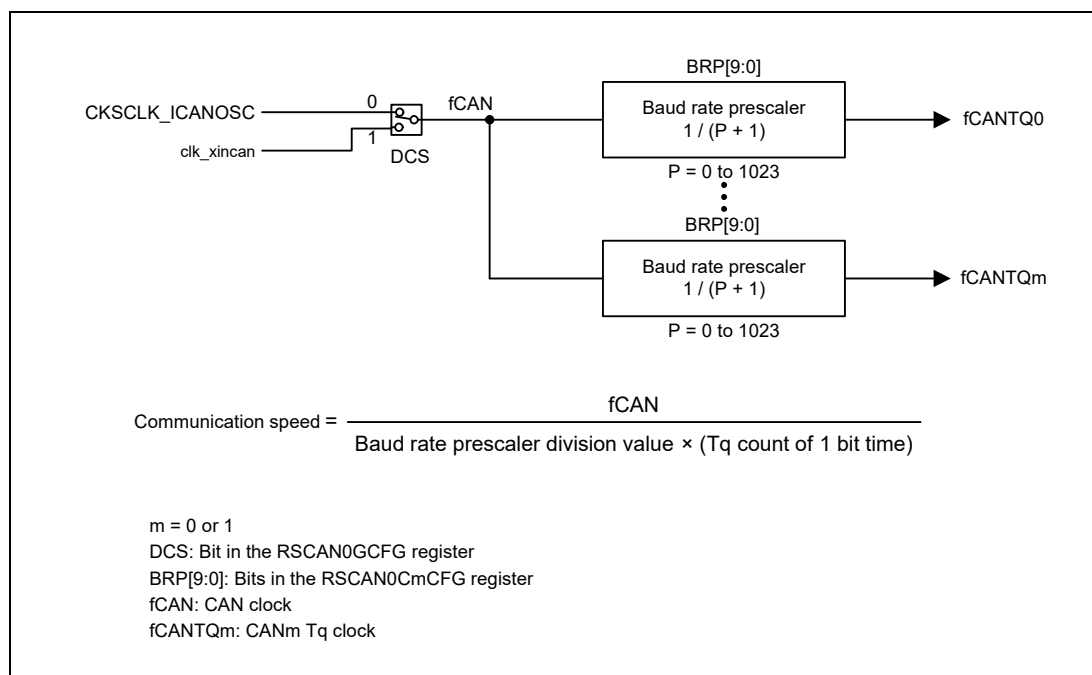 BRP[9:0]
CKSCLK_ICANOSC
0
fCAN
Baud rate prescaler
1 / (P + 1)
fCANTQ0
clk_xincan
1
DCS
P = 0 to 1023
BRP[9:0]
Baud rate prescaler
1 / (P + 1)
fCANTQm
P = 0 to 1023
Communication speed =
fCAN
Baud rate prescaler division value × (Tq count of 1 bit time)
m = 0 or 1
DCS: Bit in the RSCAN0GCFG register
BRP[9:0]: Bits in the RSCAN0CmCFG register
fCAN: CAN clock
fCANTQm: CANm Tq clock